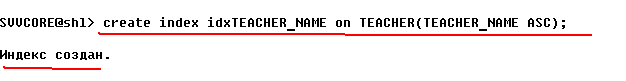 SVVCORE@sh1> create index idxTEACHER_NAME on TEACHER(TEACHER_NAME ASC);
Индекс создан.